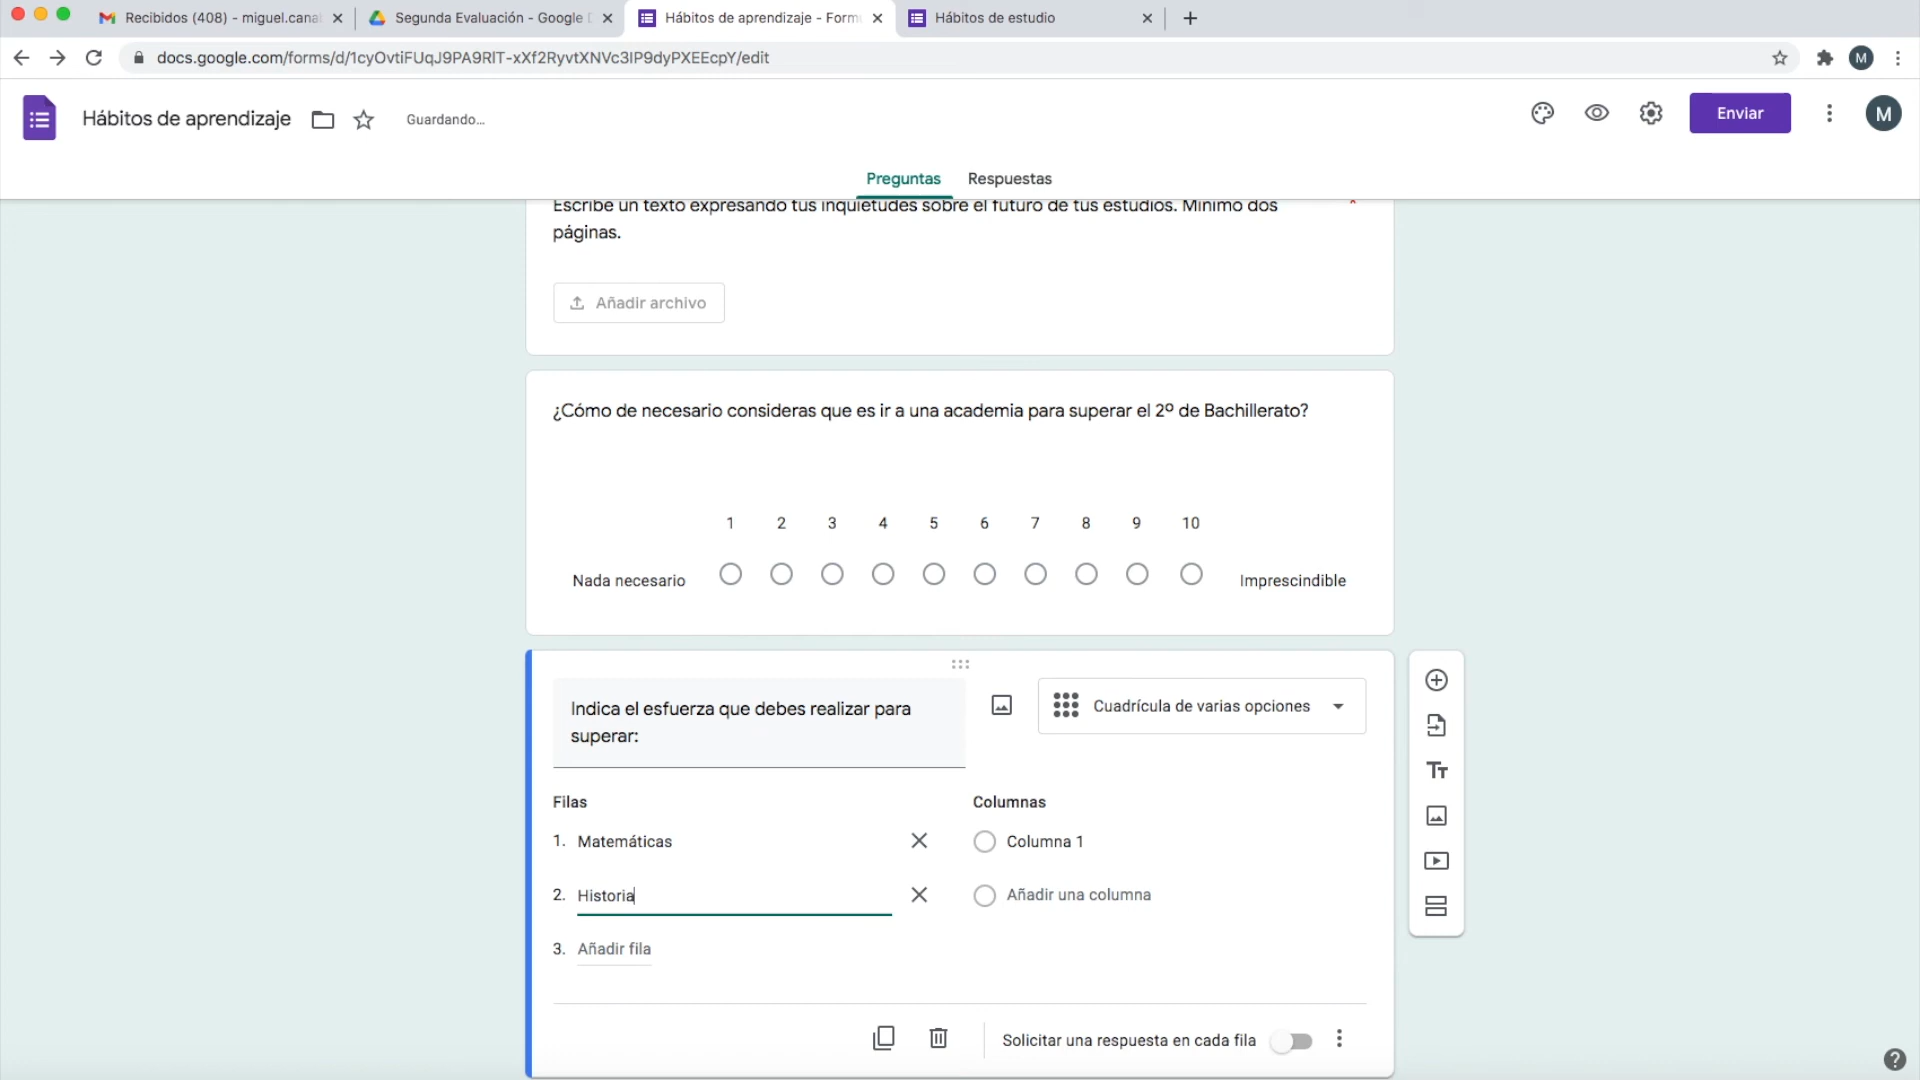 Recibidos (408) - miguel.canal
Segunda Evaluación - Google D
Hábitos de aprendizaje - Form
Hábitos de estudio
docs.google.com/forms/d/1cyOvtiFUqJ9PA9RlT-xXf2RyvtXNVc3IP9dyPXEEcpY/edit
M
Hábitos de aprendizaje
Guardando...
Enviar
M
Preguntas
Respuestas
Escribe un texto expresando tus inquietudes sobre el futuro de tus estudios. Mínimo dos
páginas.
*
Añadir archivo
¿Cómo de necesario consideras que es ir a una academia para superar el 2º de Bachillerato?
1 2 3 4 5 6 7 8 9 10
Nada necesario
Imprescindible
Indica el esfuerza que debes realizar para
superar:
Cuadrícula de varias opciones
Filas
Columnas
1. Matemáticas
Columna 1
2. Historia
Añadir una columna
3. Añadir fila
Solicitar una respuesta en cada fila